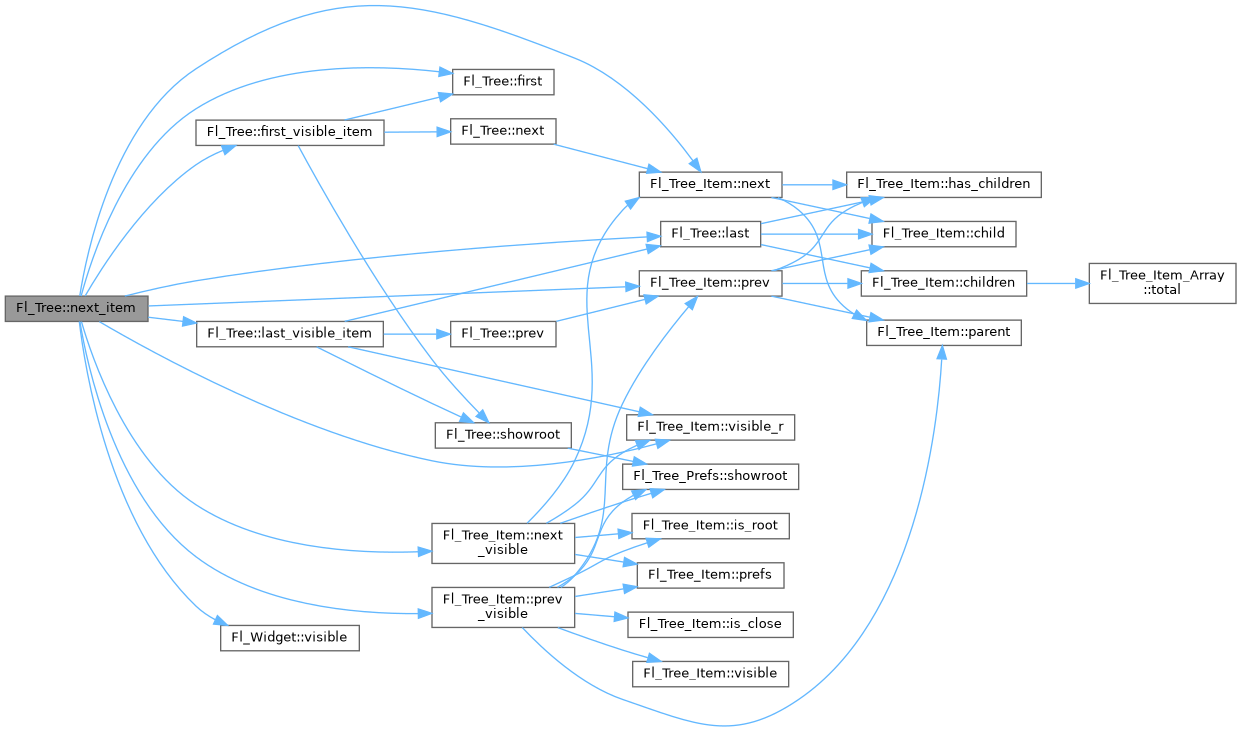 Fl_Tree::next_item
Fl_Tree::first
Fl_Tree::first_visible_item
Fl_Tree::next
Fl_Tree_Item::next
Fl_Tree_Item::has_children
Fl_Tree::last
Fl_Tree_Item::child
Fl_Tree_Item::prev
Fl_Tree_Item::children
Fl_Tree_Item_Array
::total
Fl_Tree::last_visible_item
Fl_Tree::prev
Fl_Tree_Item::parent
Fl_Tree::showroot
Fl_Tree_Item::visible_r
Fl_Tree_Prefs::showroot
Fl_Tree_Item::next
_visible
Fl_Tree_Item::is_root
Fl_Tree_Item::prefs
Fl_Tree_Item::prev
_visible
Fl_Tree_Item::is_close
Fl_Widget::visible
Fl_Tree_Item::visible